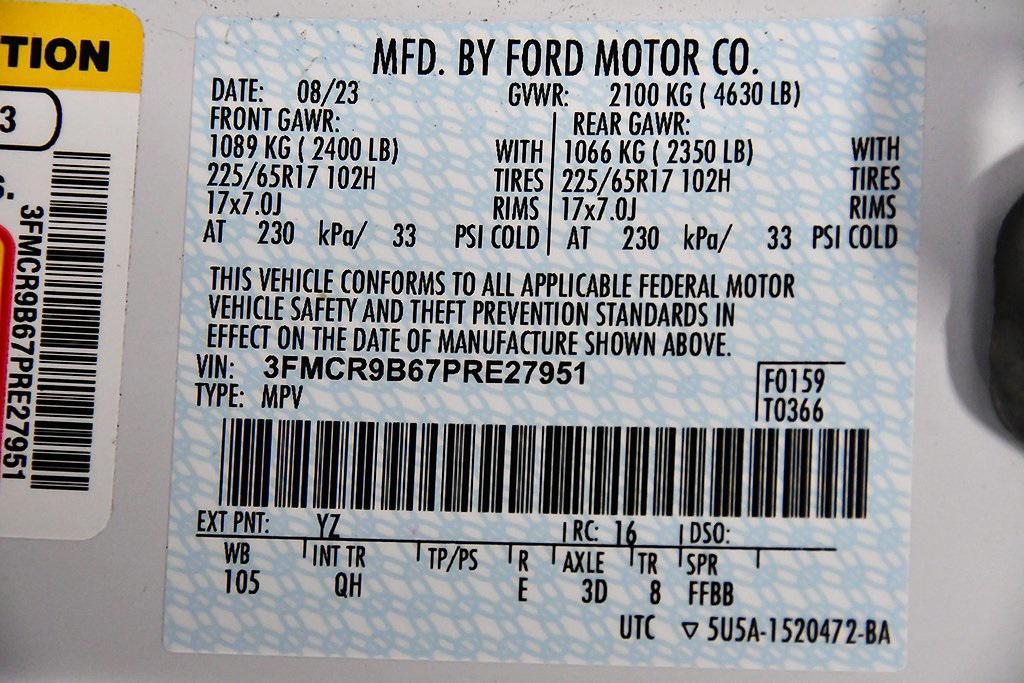 TION
3
S.
3FMCR9B67PRE27951
MFD. BY FORD MOTOR CO.
DATE: 08/23 GVWR: 2100 KG ( 4630 LB)
FRONT GAWR: REAR GAWR:
1089 KG ( 2400 LB) WITH 1066 KG ( 2350 LB) WITH
225/65R17 102H TIRES 225/65R17 102H TIRES
17x7.0J RIMS 17x7.0J RIMS
AT 230 kPa/ 33 PSI COLD AT 230 kPa/ 33 PSI COLD
THIS VEHICLE CONFORMS TO ALL APPLICABLE FEDERAL MOTOR
VEHICLE SAFETY AND THEFT PREVENTION STANDARDS IN
EFFECT ON THE DATE OF MANUFACTURE SHOWN ABOVE.
VIN: 3FMCR9B67PRE27951
TYPE: MPV
F0159
T0366
EXT PNT: YZ RC: 16 DSO:
WB INT TR TP/PS R AXLE TR SPR
105 QH E 3D 8 FFBB
UTC ▽ 5U5A-1520472-BA